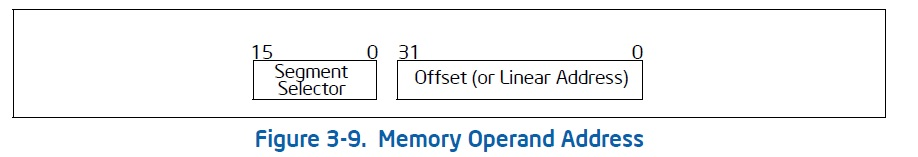 15 0 31 0
Segment
Selector
Offset (or Linear Address)
Figure 3-9. Memory Operand Address